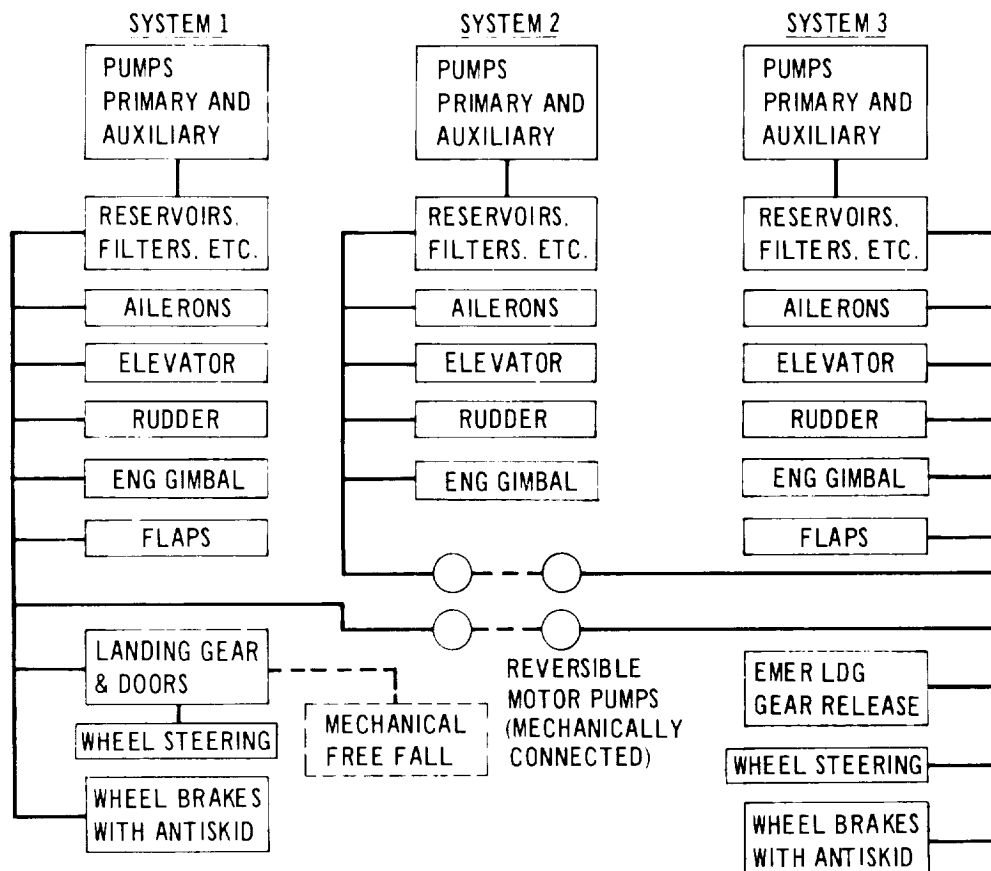 SYSTEM 1
PUMPS
PRIMARY AND
AUXILIARY
RESERVOIRS,
FILTERS, ETC.
AILERONS
ELEVATOR
RUDDER
ENG GIMBAL
FLAPS
LANDING GEAR
& DOORS
WHEEL STEERING
WHEEL BRAKES
WITH ANTISKID
MECHANICAL
FREE FALL
SYSTEM 2
PUMPS
PRIMARY AND
AUXILIARY
RESERVOIRS,
FILTERS, ETC.
AILERONS
ELEVATOR
RUDDER
ENG GIMBAL
REVERSIBLE
MOTOR PUMPS
(MECHANICALLY
CONNECTED)
SYSTEM 3
PUMPS
PRIMARY AND
AUXILIARY
RESERVOIRS,
FILTERS, ETC.
AILERONS
ELEVATOR
RUDDER
ENG GIMBAL
FLAPS
EMER LDG
GEAR RELEASE
WHEEL STEERING
WHEEL BRAKES
WITH ANTISKID